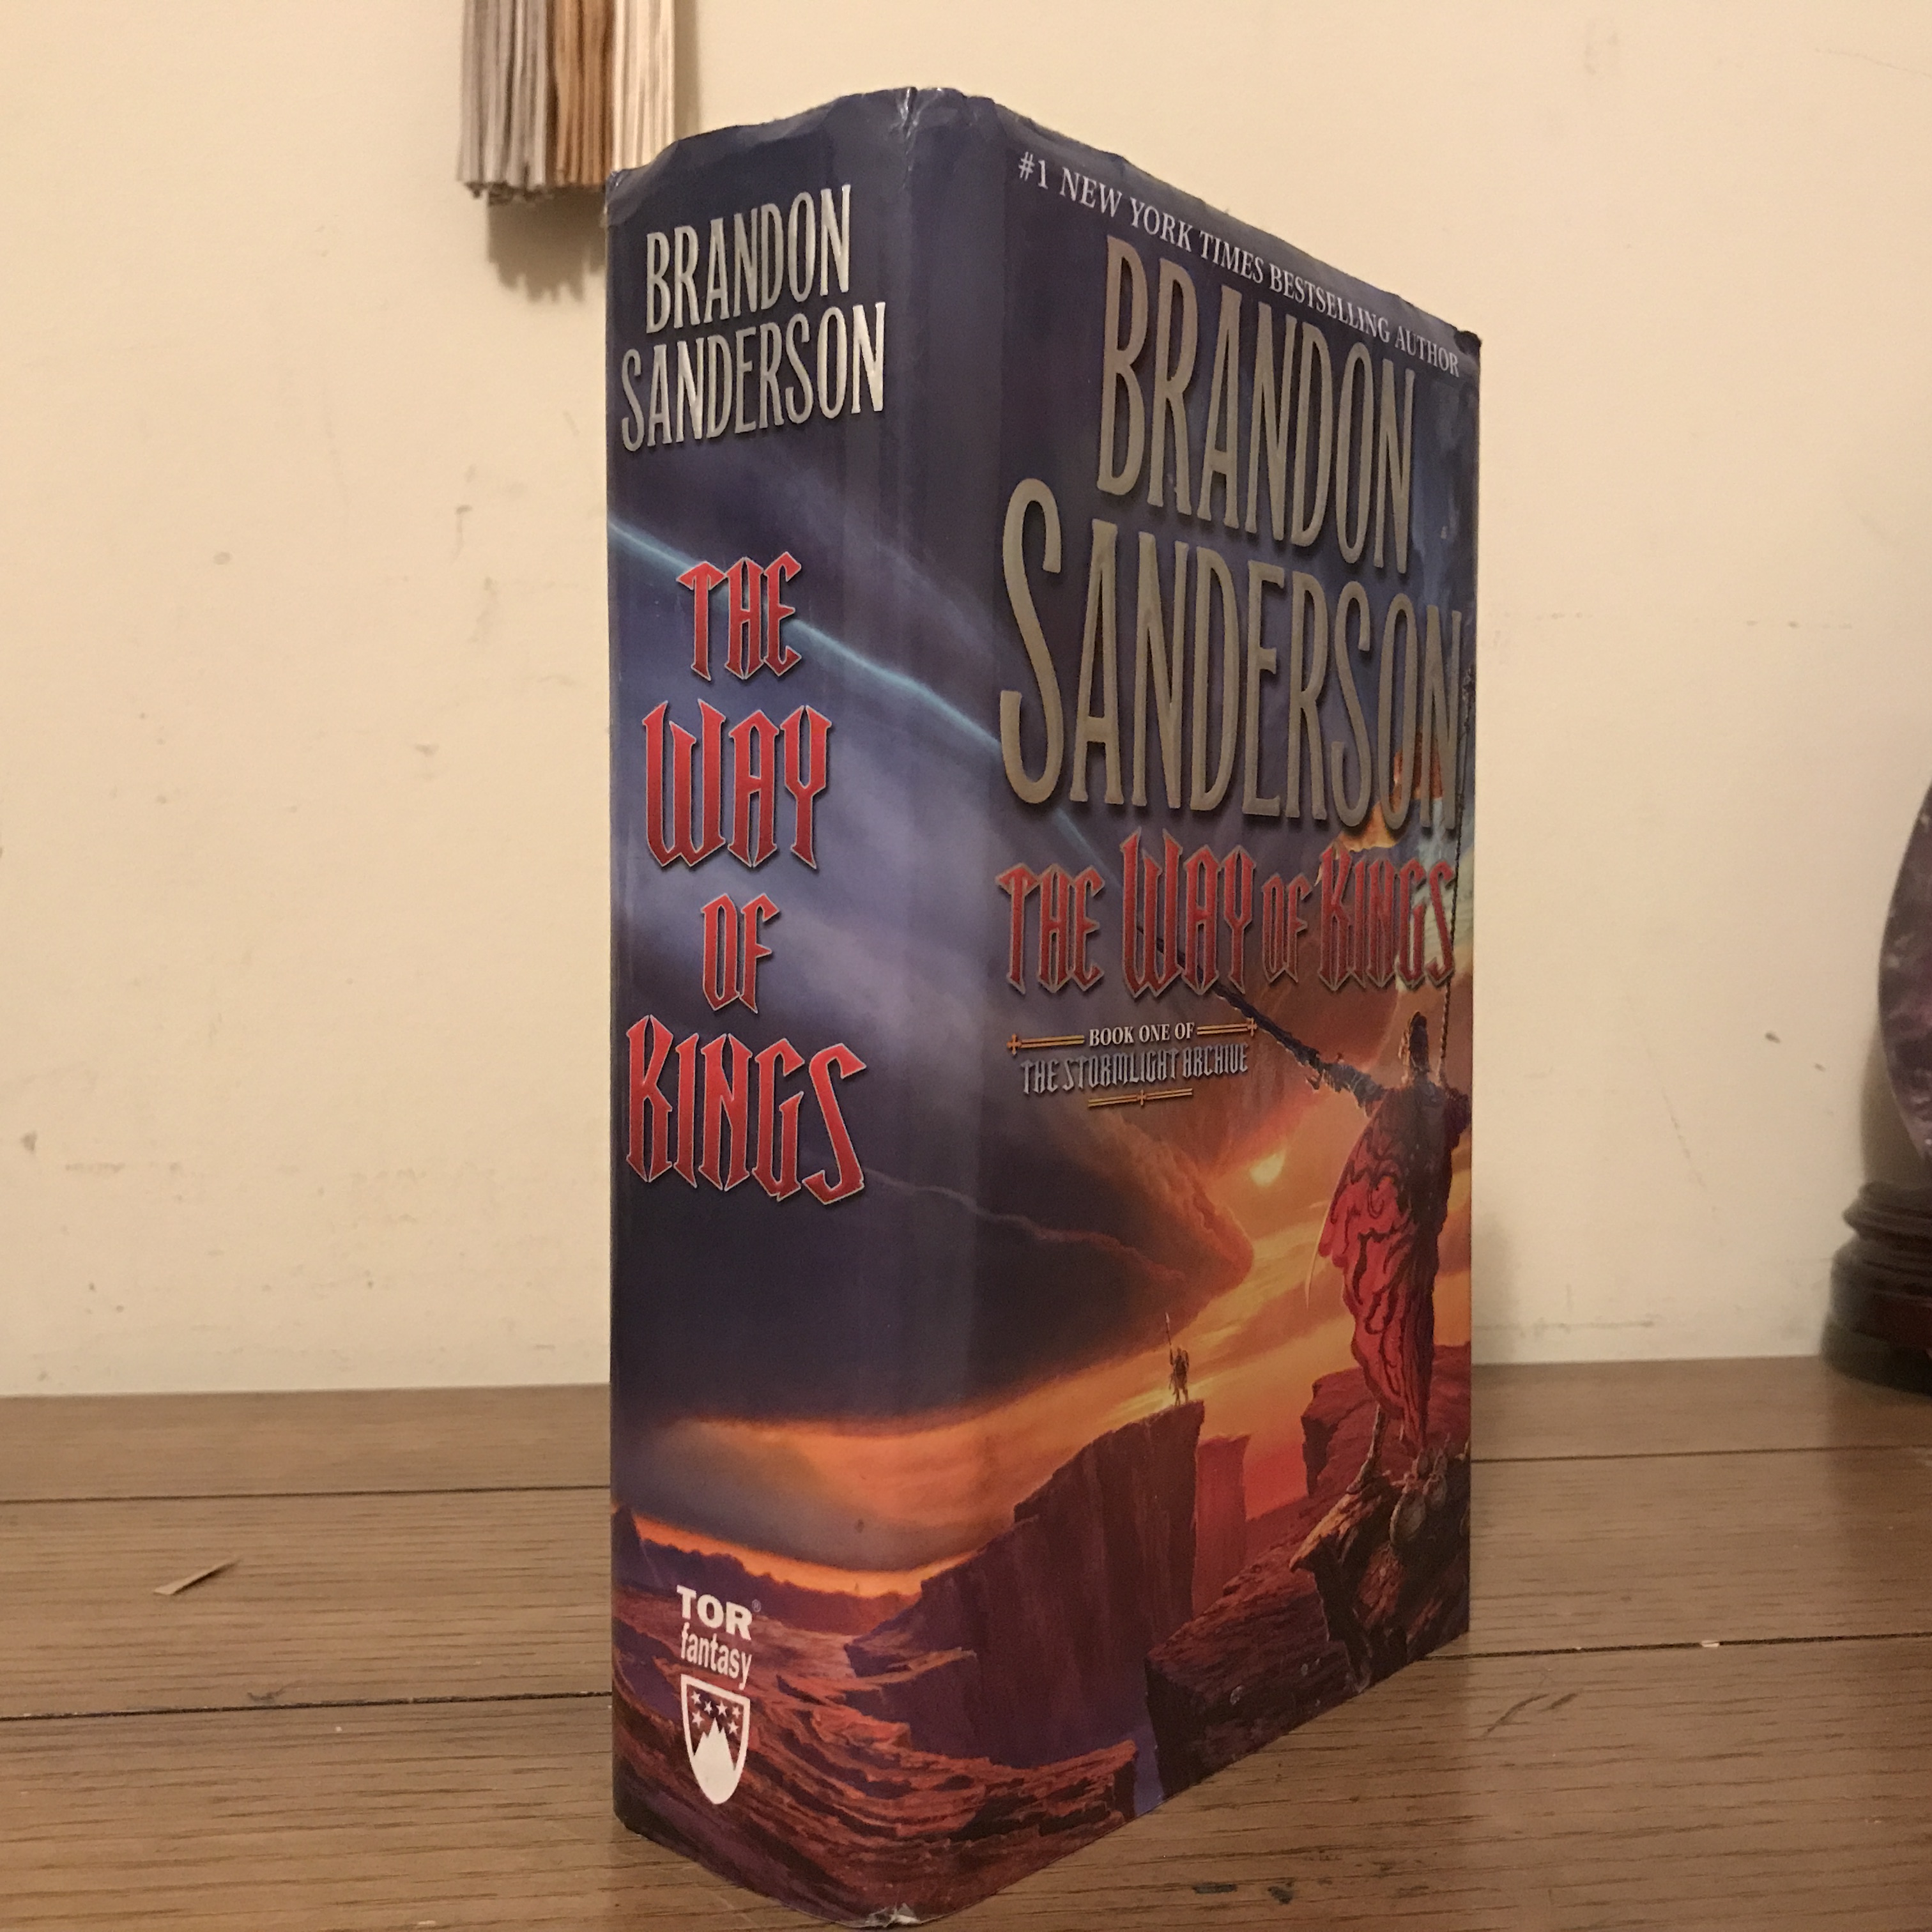 BRANDON
SANDERSON
THE
WAY
OF
KINGS
TOR®
fantasy
#1 NEW YORK TIMES BESTSELLING AUTHOR
BRANDON
SANDERSON
THE WAY OF KINGS
BOOK ONE OF
THE STORMLIGHT ARCHIVE